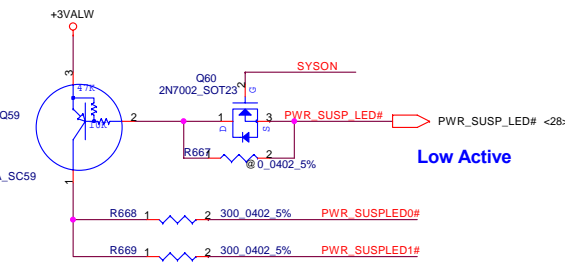 +3VALW
3
47K
10K
Q59
2
A_SC59
1
Q60
2N7002_SOT23
SYSON
2
G
1
D
3
S
PWR_SUSP_LED#
PWR_SUSP_LED# <28>
R667
1
2
@0_0402_5%
Low Active
R668 1 2 300_0402_5% PWR_SUSPLED0#
R669 1 2 300_0402_5% PWR_SUSPLED1#